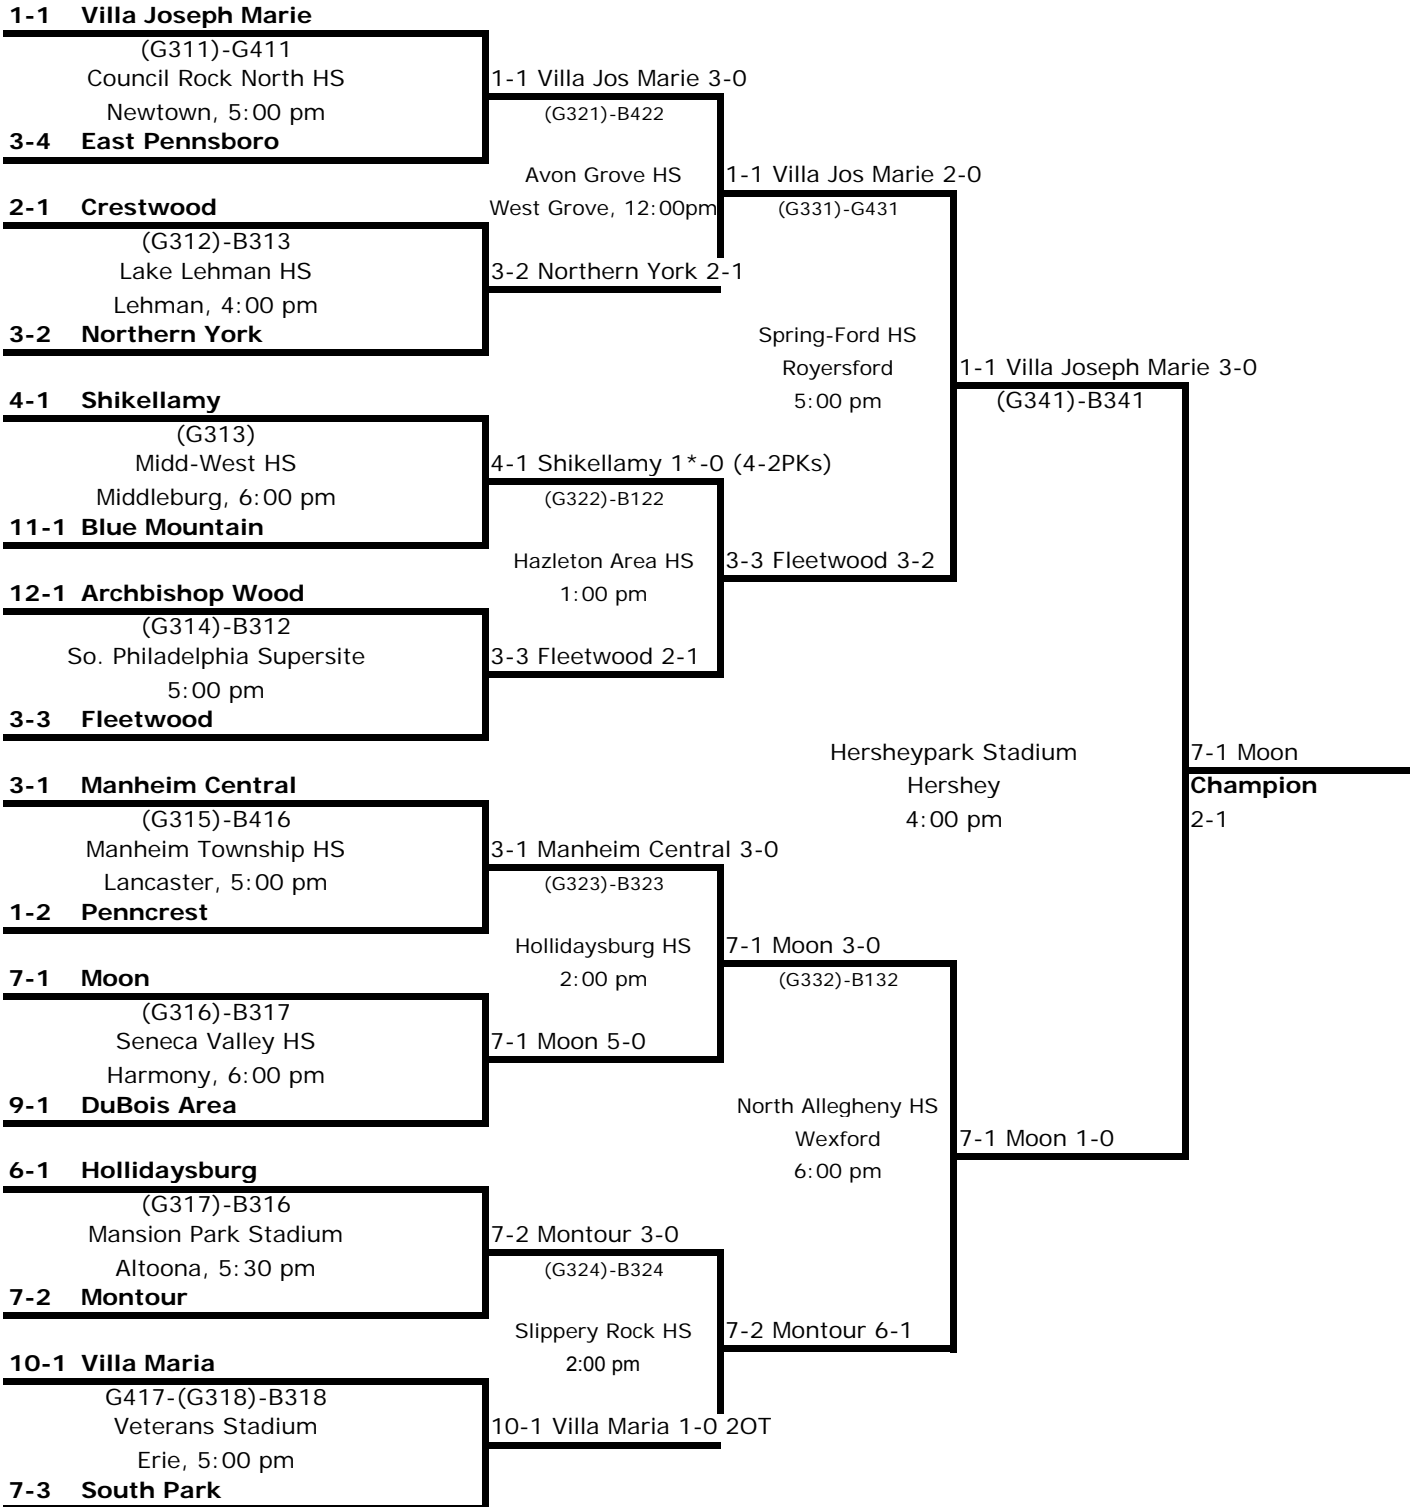 1-1 Villa Joseph Marie
(G311)-G411
Council Rock North HS
Newtown, 5:00 pm
3-4 East Pennsboro
2-1 Crestwood
(G312)-B313
Lake Lehman HS
Lehman, 4:00 pm
3-2 Northern York
4-1 Shikellamy
(G313)
Midd-West HS
Middleburg, 6:00 pm
11-1 Blue Mountain
12-1 Archbishop Wood
(G314)-B312
So. Philadelphia Supersite
5:00 pm
3-3 Fleetwood
3-1 Manheim Central
(G315)-B416
Manheim Township HS
Lancaster, 5:00 pm
1-2 Penncrest
7-1 Moon
(G316)-B317
Seneca Valley HS
Harmony, 6:00 pm
9-1 DuBois Area
6-1 Hollidaysburg
(G317)-B316
Mansion Park Stadium
Altoona, 5:30 pm
7-2 Montour
10-1 Villa Maria
G417-(G318)-B318
Veterans Stadium
Erie, 5:00 pm
7-3 South Park
1-1 Villa Jos Marie 3-0
(G321)-B422
Avon Grove HS
West Grove, 12:00pm
3-2 Northern York 2-1
4-1 Shikellamy 1*-0 (4-2PKs)
(G322)-B122
Hazleton Area HS
1:00 pm
3-3 Fleetwood 2-1
3-1 Manheim Central 3-0
(G323)-B323
Hollidaysburg HS
2:00 pm
7-1 Moon 5-0
7-2 Montour 3-0
(G324)-B324
Slippery Rock HS
2:00 pm
10-1 Villa Maria 1-0 2OT
1-1 Villa Jos Marie 2-0
(G331)-G431
Spring-Ford HS
Royersford
5:00 pm
3-3 Fleetwood 3-2
7-1 Moon 3-0
(G332)-B132
North Allegheny HS
Wexford
6:00 pm
7-2 Montour 6-1
1-1 Villa Joseph Marie 3-0
(G341)-B341
Hersheypark Stadium
Hershey
4:00 pm
7-1 Moon 1-0
7-1 Moon
Champion
2-1